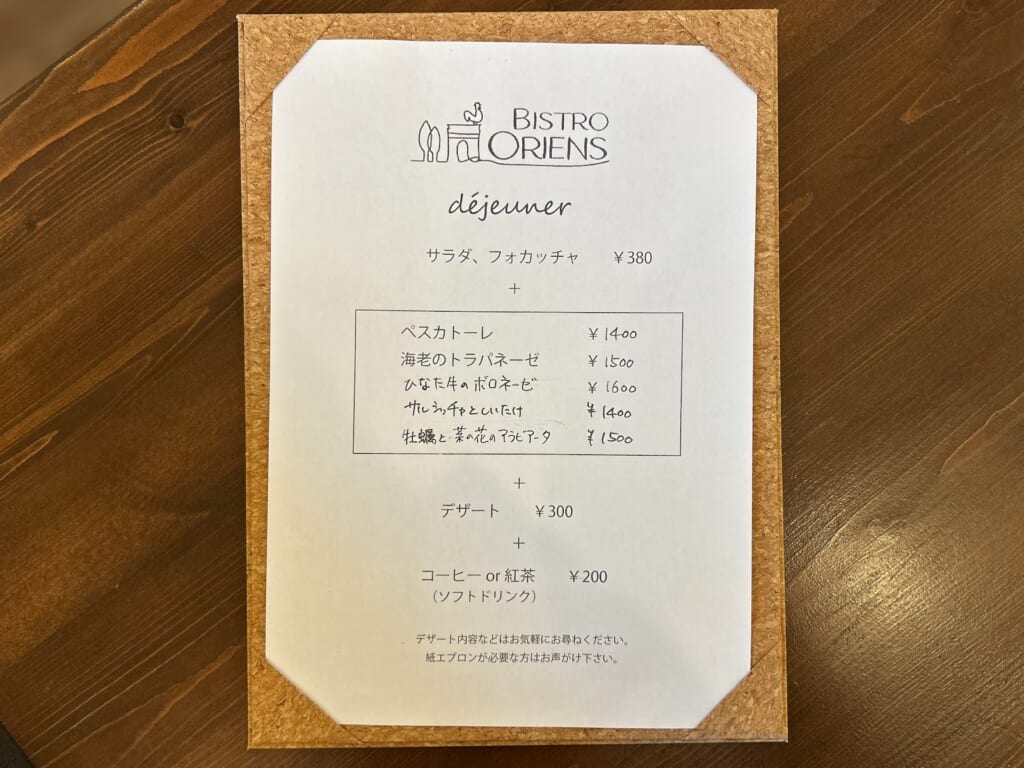 BISTRO
ORIENS
déjeuner
サラダ、フォカッチャ ¥380
+
ペスカトーレ ¥1400
海老のトラパネーゼ ¥1500
ひなた牛のボロネーゼ ¥1600
サルシッチャとしいたけ ¥1400
牡蠣と菜の花のアラビアータ ¥1500
+
デザート ¥300
+
コーヒー or 紅茶 ¥200
(ソフトドリンク)
デザート内容などはお気軽にお尋ねください。
紙エプロンが必要な方はお声がけ下さい。